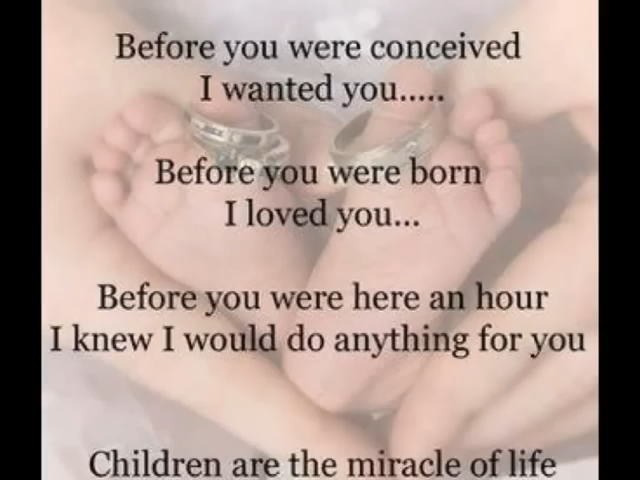 Before you were conceived
I wanted you.....
Before you were born
I loved you...
Before you were here an hour
I knew I would do anything for you
Children are the miracle of life